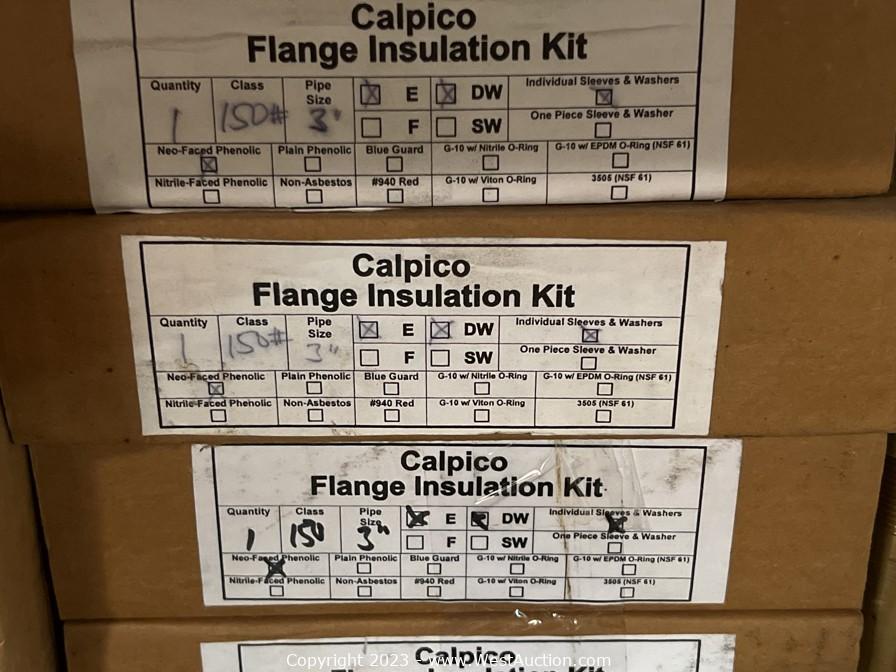 Calpico
Flange Insulation Kit
Quantity Class Pipe Size E DW Individual Sleeves & Washers
1 150# 3" F SW One Piece Sleeve & Washer
Neo-Faced Phenolic Plain Phenolic Blue Guard G-10 w/ Nitrile O-Ring G-10 w/ EPDM O-Ring (NSF 61)
Nitrile-Faced Phenolic Non-Asbestos #940 Red G-10 w/ Viton O-Ring 3505 (NSF 61)
Calpico
Flange Insulation Kit
Quantity Class Pipe Size E DW Individual Sleeves & Washers
1 150# 3" F SW One Piece Sleeve & Washer
Neo-Faced Phenolic Plain Phenolic Blue Guard G-10 w/ Nitrile O-Ring G-10 w/ EPDM O-Ring (NSF 61)
Nitrile-Faced Phenolic Non-Asbestos #940 Red G-10 w/ Viton O-Ring 3505 (NSF 61)
Calpico
Flange Insulation Kit
Quantity Class Pipe Size E DW Individual Sleeves & Washers
1 150 3" F SW One Piece Sleeve & Washer
Neo-Faced Phenolic Plain Phenolic Blue Guard G-10 w/ Nitrile O-Ring G-10 w/ EPDM O-Ring (NSF 61)
Nitrile-Faced Phenolic Non-Asbestos #940 Red G-10 w/ Viton O-Ring 3505 (NSF 61)
Calpico
Flange Insulation Kit
Copyright 2023 - www.WestAuction.com